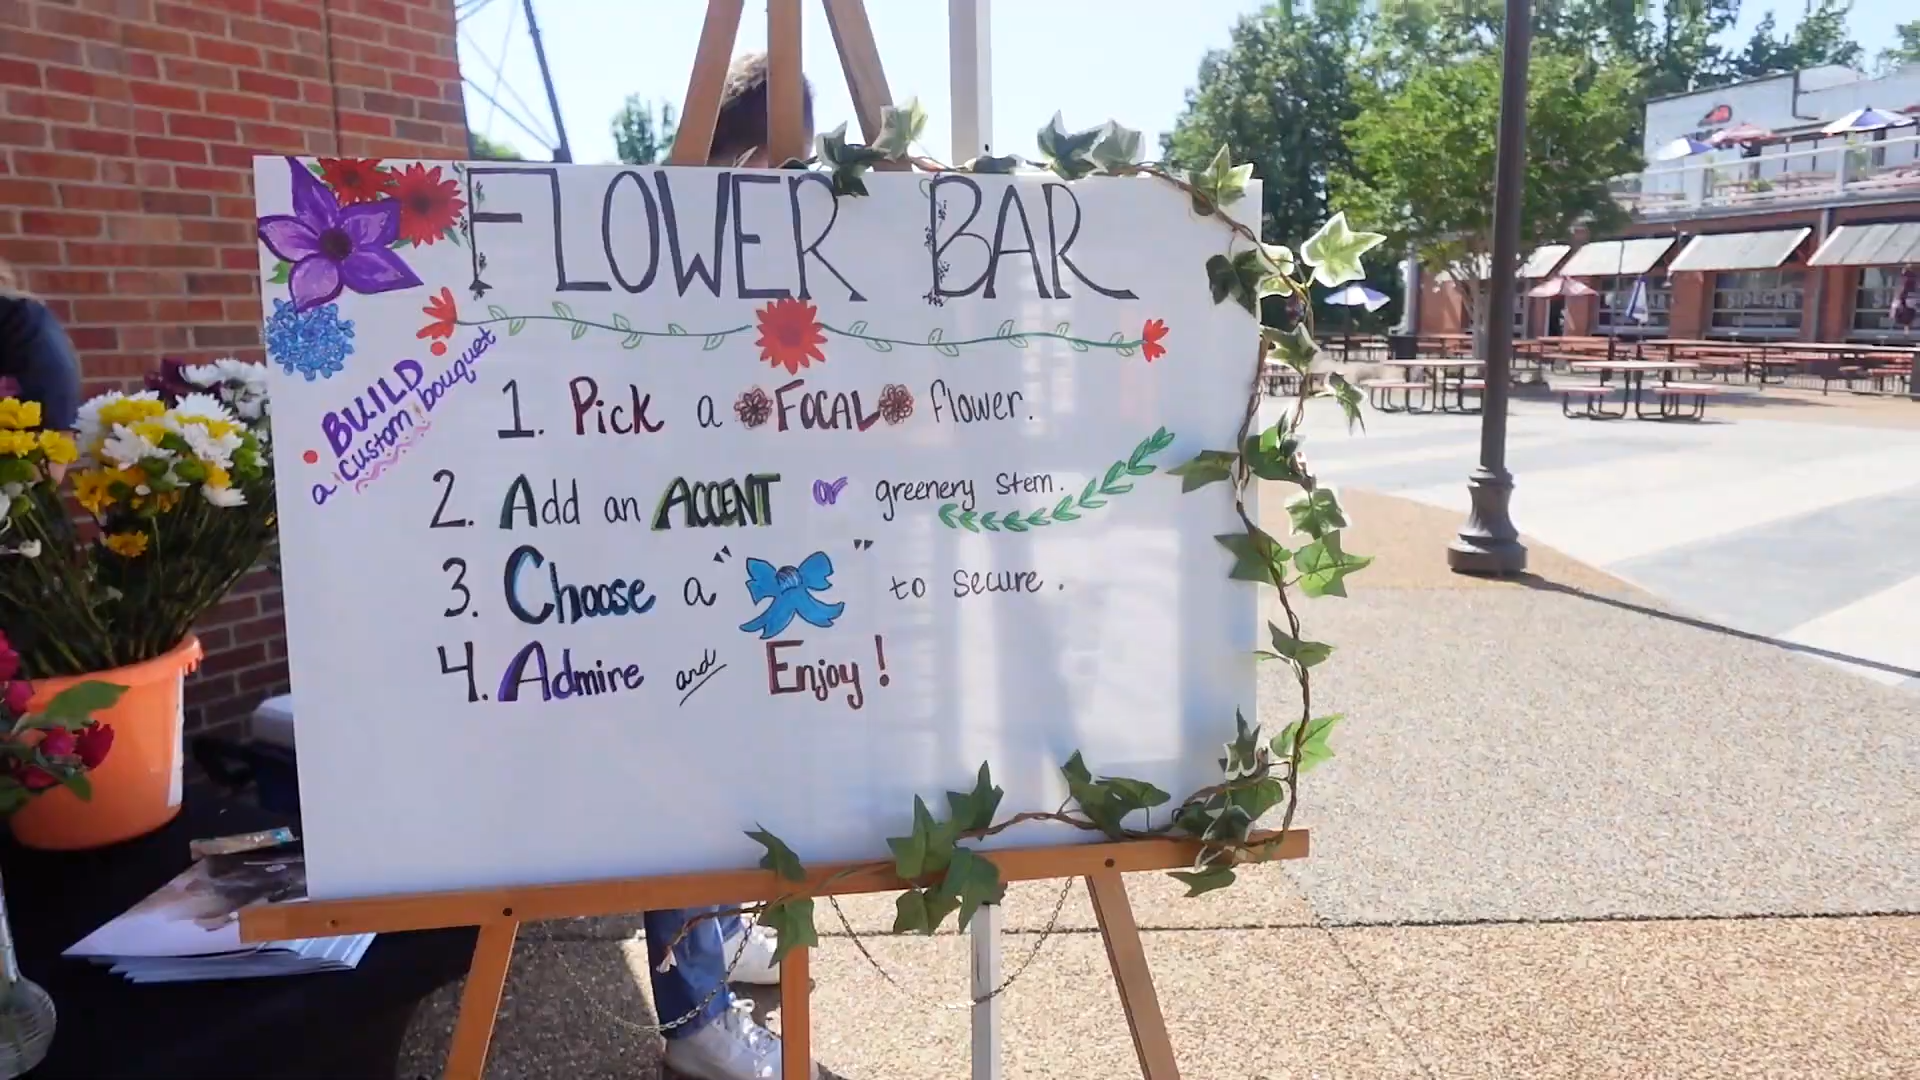 FLOWER BAR
BUILD
a custom bouquet
1. Pick a FOCAL flower.
2. Add an ACCENT or greenery stem.
3. Choose a " " to secure.
4. Admire and Enjoy!
SIDECAR